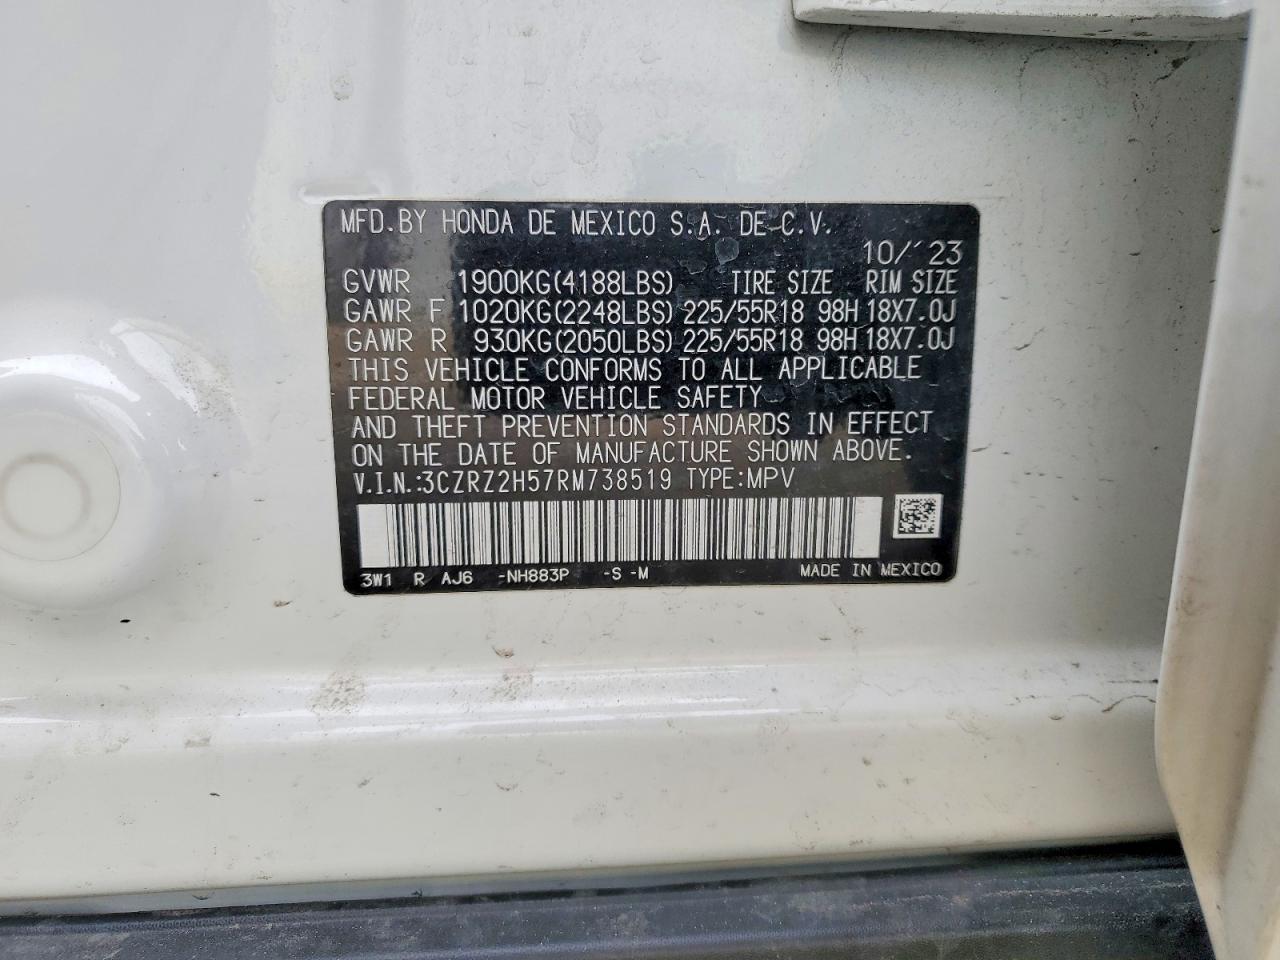 MFD.BY HONDA DE MEXICO S.A. DE C.V.
10/'23
GVWR 1900KG(4188LBS) TIRE SIZE RIM SIZE
GAWR F 1020KG(2248LBS) 225/55R18 98H 18X7.0J
GAWR R 930KG(2050LBS) 225/55R18 98H 18X7.0J
THIS VEHICLE CONFORMS TO ALL APPLICABLE
FEDERAL MOTOR VEHICLE SAFETY
AND THEFT PREVENTION STANDARDS IN EFFECT
ON THE DATE OF MANUFACTURE SHOWN ABOVE.
V.I.N.:3CZRZ2H57RM738519 TYPE:MPV
3W1 R AJ6 -NH883P -S -M MADE IN MEXICO